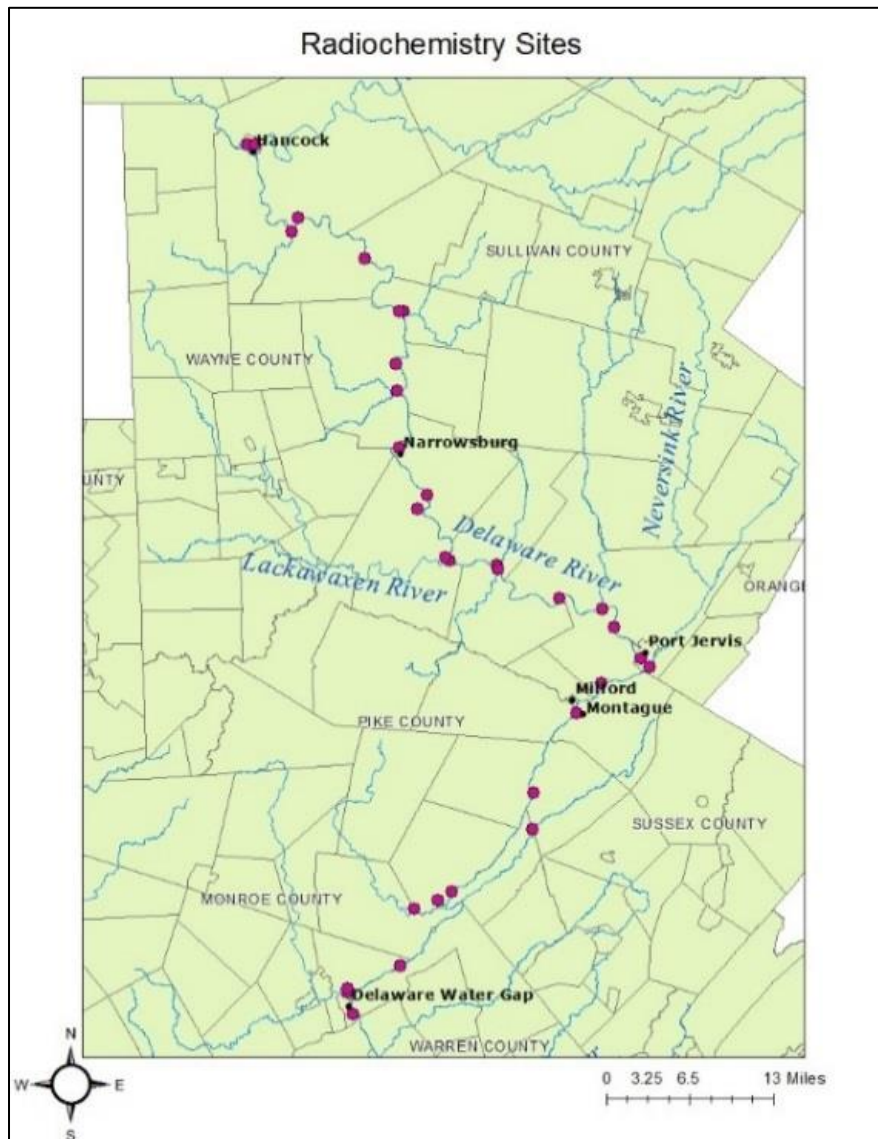 Radiochemistry Sites
Hancock
SULLIVAN COUNTY
WAYNE COUNTY
Neversink River
Narrowsburg
UNTY
Delaware River
Lackawaxen River
ORANGE
Port Jervis
Milford
Montague
PIKE COUNTY
SUSSEX COUNTY
MONROE COUNTY
Delaware Water Gap
WARREN COUNTY
N
W E
S
0 3.25 6.5 13 Miles